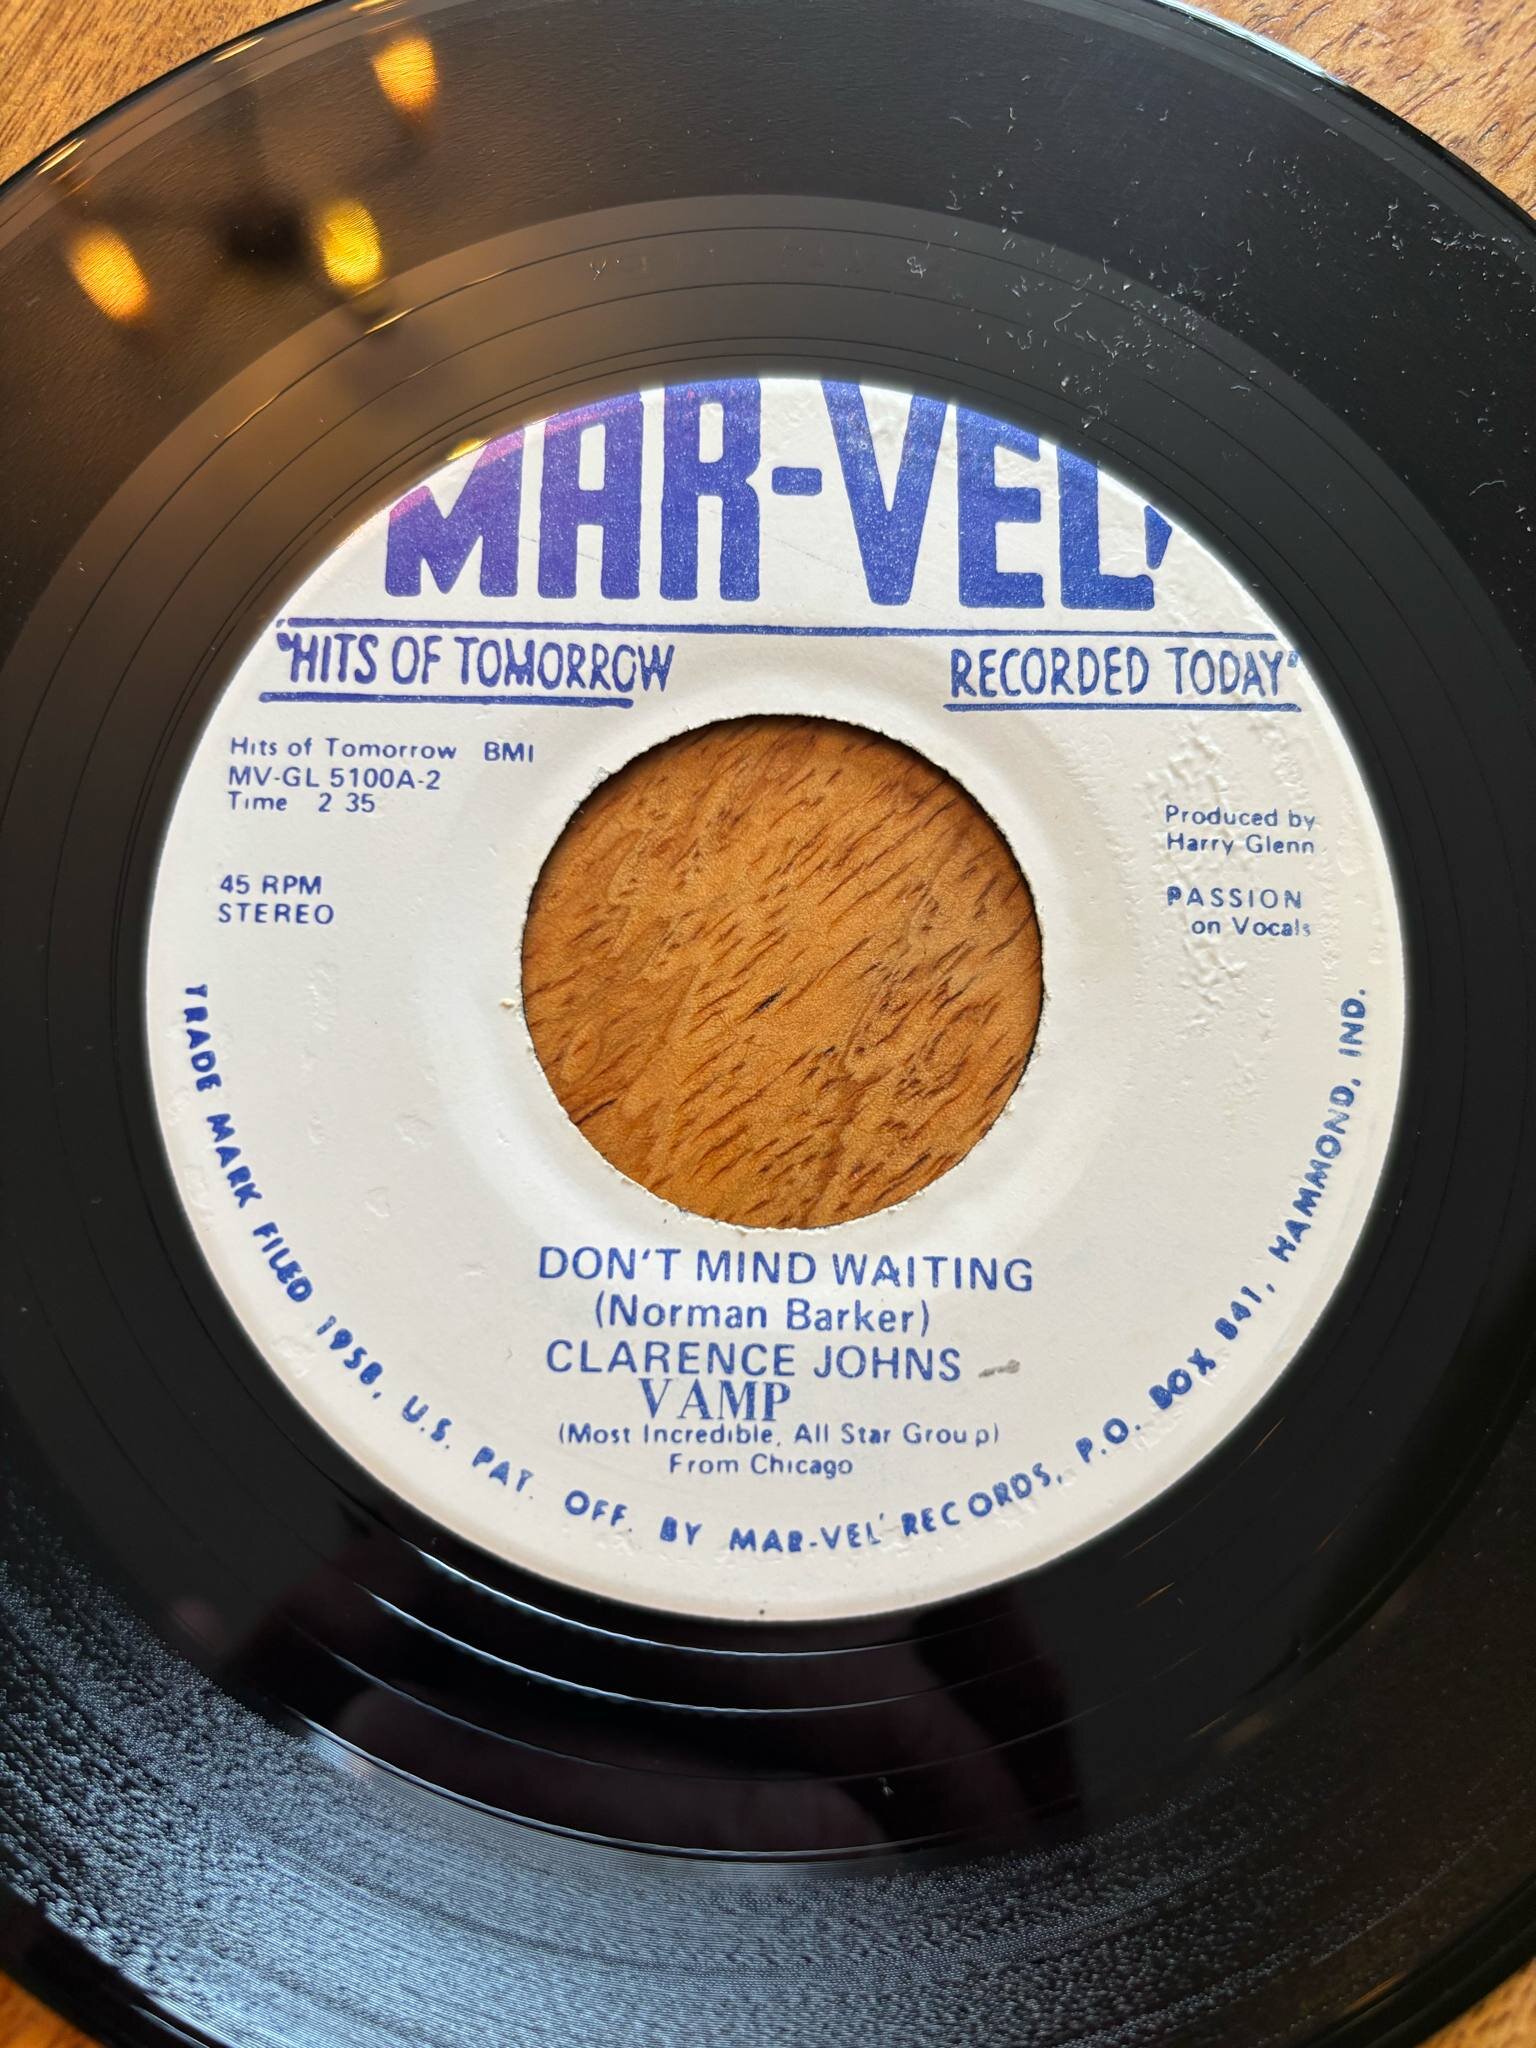 MAR-VEL'
"HITS OF TOMORROW RECORDED TODAY"
Hits of Tomorrow BMI
MV-GL 5100A-2
Time 2 35
45 RPM
STEREO
Produced by
Harry Glenn
PASSION
on Vocals
DON'T MIND WAITING
(Norman Barker)
CLARENCE JOHNS
VAMP
(Most Incredible, All Star Group)
From Chicago
TRADE MARK FILED 1958, U.S. PAT. OFF. BY MAR-VEL' RECORDS, P.O. BOX 841, HAMMOND, IND.